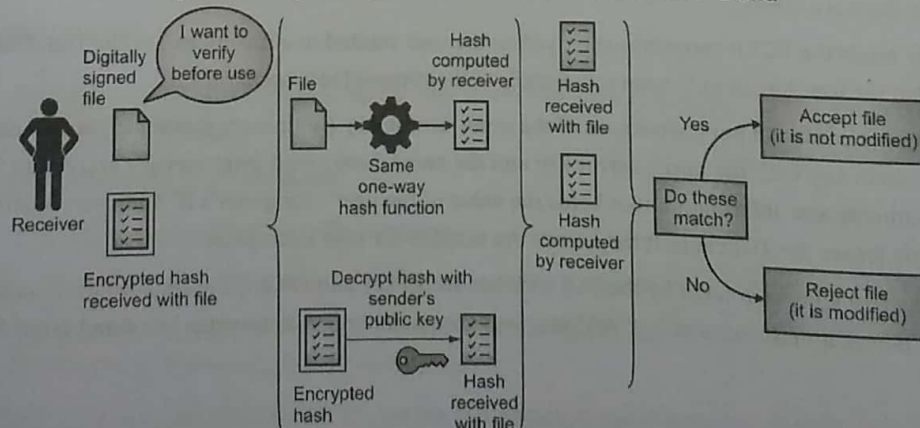 I want to
verify
before use
Digitally
signed
file
Receiver
Encrypted hash
received with file
File
Same
one-way
hash function
Hash
computed
by receiver
Decrypt hash with
sender's
public key
Encrypted
hash
Hash
received
with file
Hash
received
with file
Hash
computed
by receiver
Do these
match?
Yes
Accept file
(it is not modified)
No
Reject file
(it is modified)